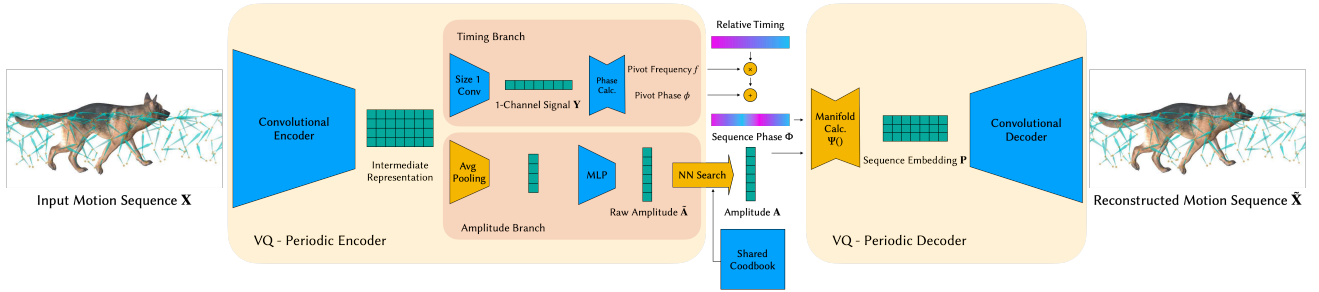 Input Motion Sequence X
Convolutional
Encoder
VQ - Periodic Encoder
Intermediate
Representation
Timing Branch
Size 1
Conv
1-Channel Signal Y
Phase
Calc.
Pivot Frequency f
Pivot Phase ϕ
Relative Timing
×
+
Sequence Phase Φ
Avg
Pooling
MLP
Raw Amplitude Ã
Amplitude Branch
NN Search
Amplitude A
Shared
Coodbook
Manifold
Calc.
Ψ()
Sequence Embedding P
Convolutional
Decoder
VQ - Periodic Decoder
Reconstructed Motion Sequence X̃